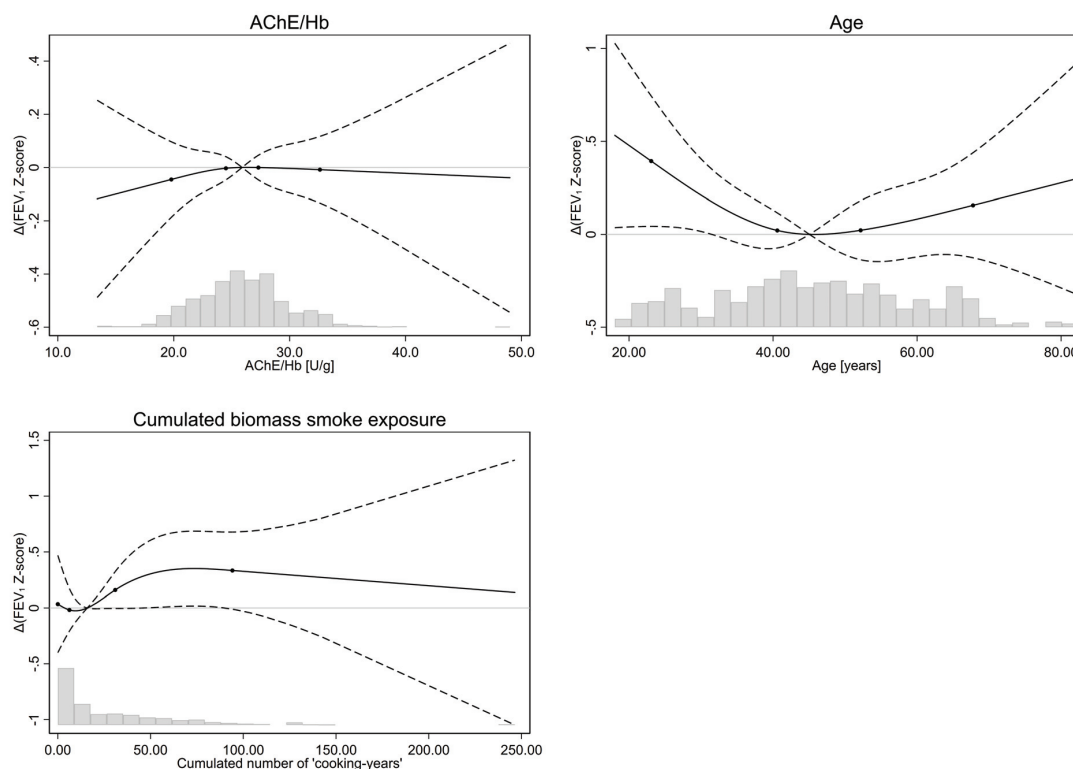 AChE/Hb
Δ(FEV₁ Z-score)
.4
.2
0
-.2
-.4
-.6
10.0 20.0 30.0 40.0 50.0
AChE/Hb [U/g]
Age
Δ(FEV₁ Z-score)
1
.5
0
-.5
20.00 40.00 60.00 80.00
Age [years]
Cumulated biomass smoke exposure
Δ(FEV₁ Z-score)
1.5
1
.5
0
-.5
-1
0.00 50.00 100.00 150.00 200.00 250.00
Cumulated number of 'cooking-years'